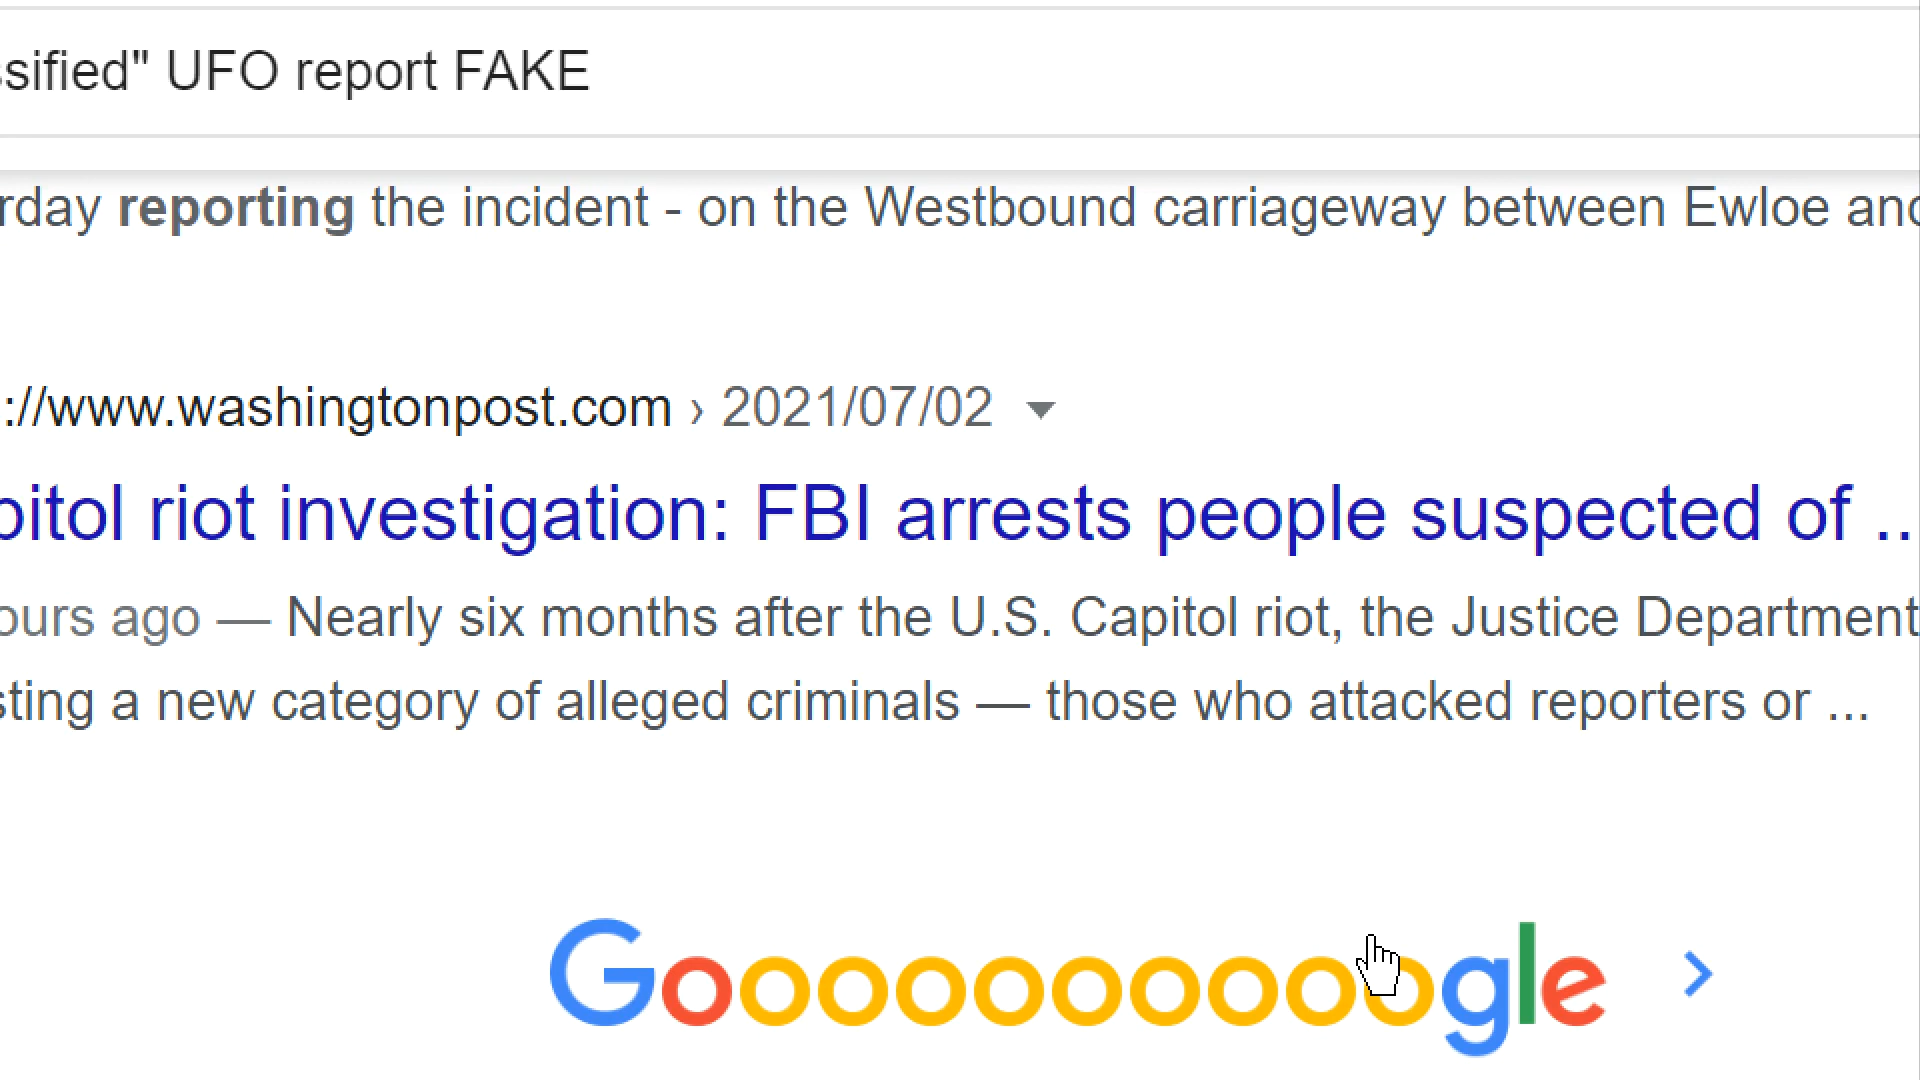 ssified" UFO report FAKE
rday reporting the incident - on the Westbound carriageway between Ewloe and
://www.washingtonpost.com › 2021/07/02
pitol riot investigation: FBI arrests people suspected of ...
ours ago — Nearly six months after the U.S. Capitol riot, the Justice Department
sting a new category of alleged criminals — those who attacked reporters or ...
Goooooooooogle